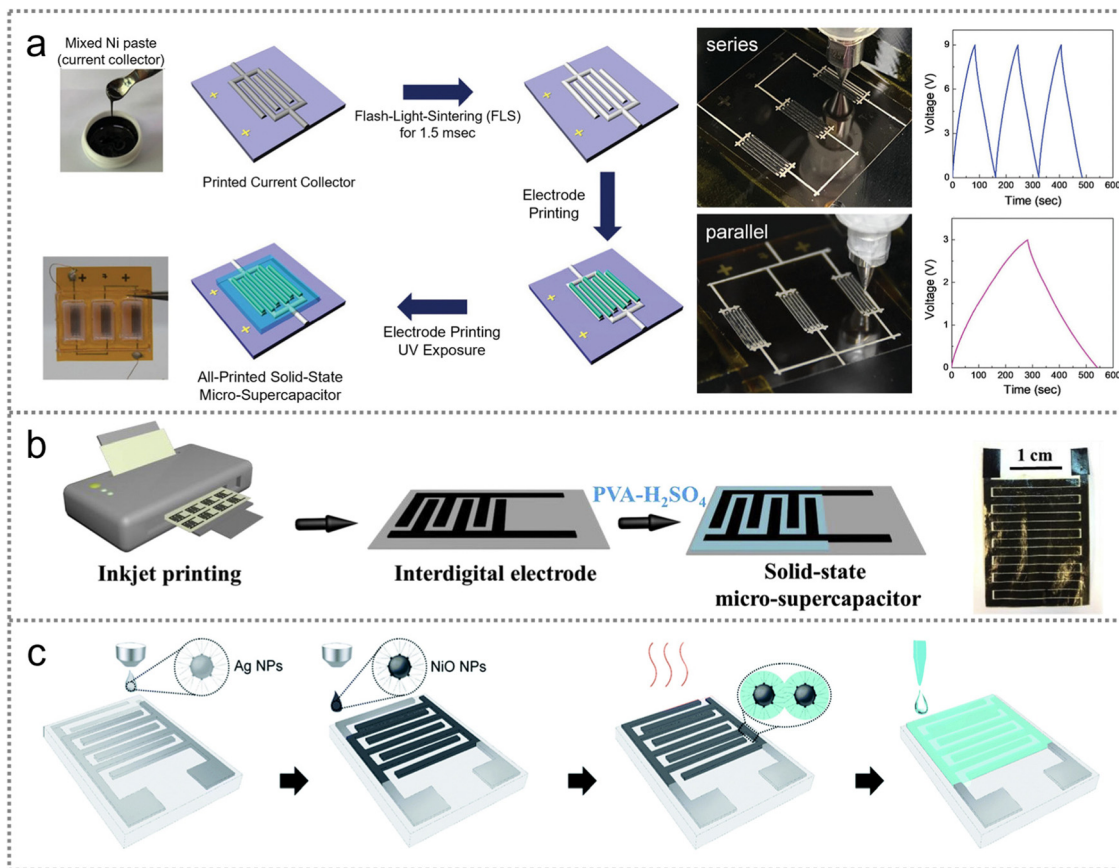 a
Mixed Ni paste
(current collector)
Printed Current Collector
Flash-Light-Sintering (FLS)
for 1.5 msec
Electrode
Printing
Electrode Printing
UV Exposure
All-Printed Solid-State
Micro-Supercapacitor
series
Voltage (V)
9
6
3
0
0 100 200 300 400 500 600
Time (sec)
parallel
Voltage (V)
3
2
1
0
0 100 200 300 400 500 600
Time (sec)
b
Inkjet printing
Interdigital electrode
PVA-H₂SO₄
Solid-state
micro-supercapacitor
1 cm
c
Ag NPs
NiO NPs